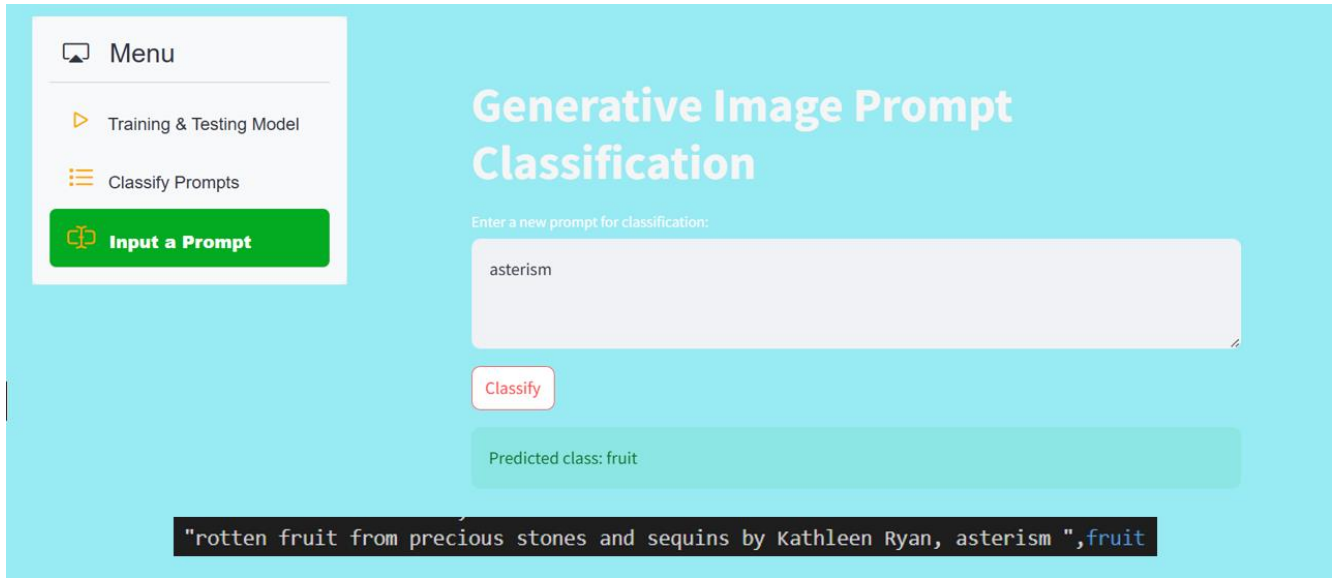 Menu
Training & Testing Model
Classify Prompts
Input a Prompt
Generative Image Prompt
Classification
Enter a new prompt for classification:
asterism
Classify
Predicted class: fruit
"rotten fruit from precious stones and sequins by Kathleen Ryan, asterism ",fruit